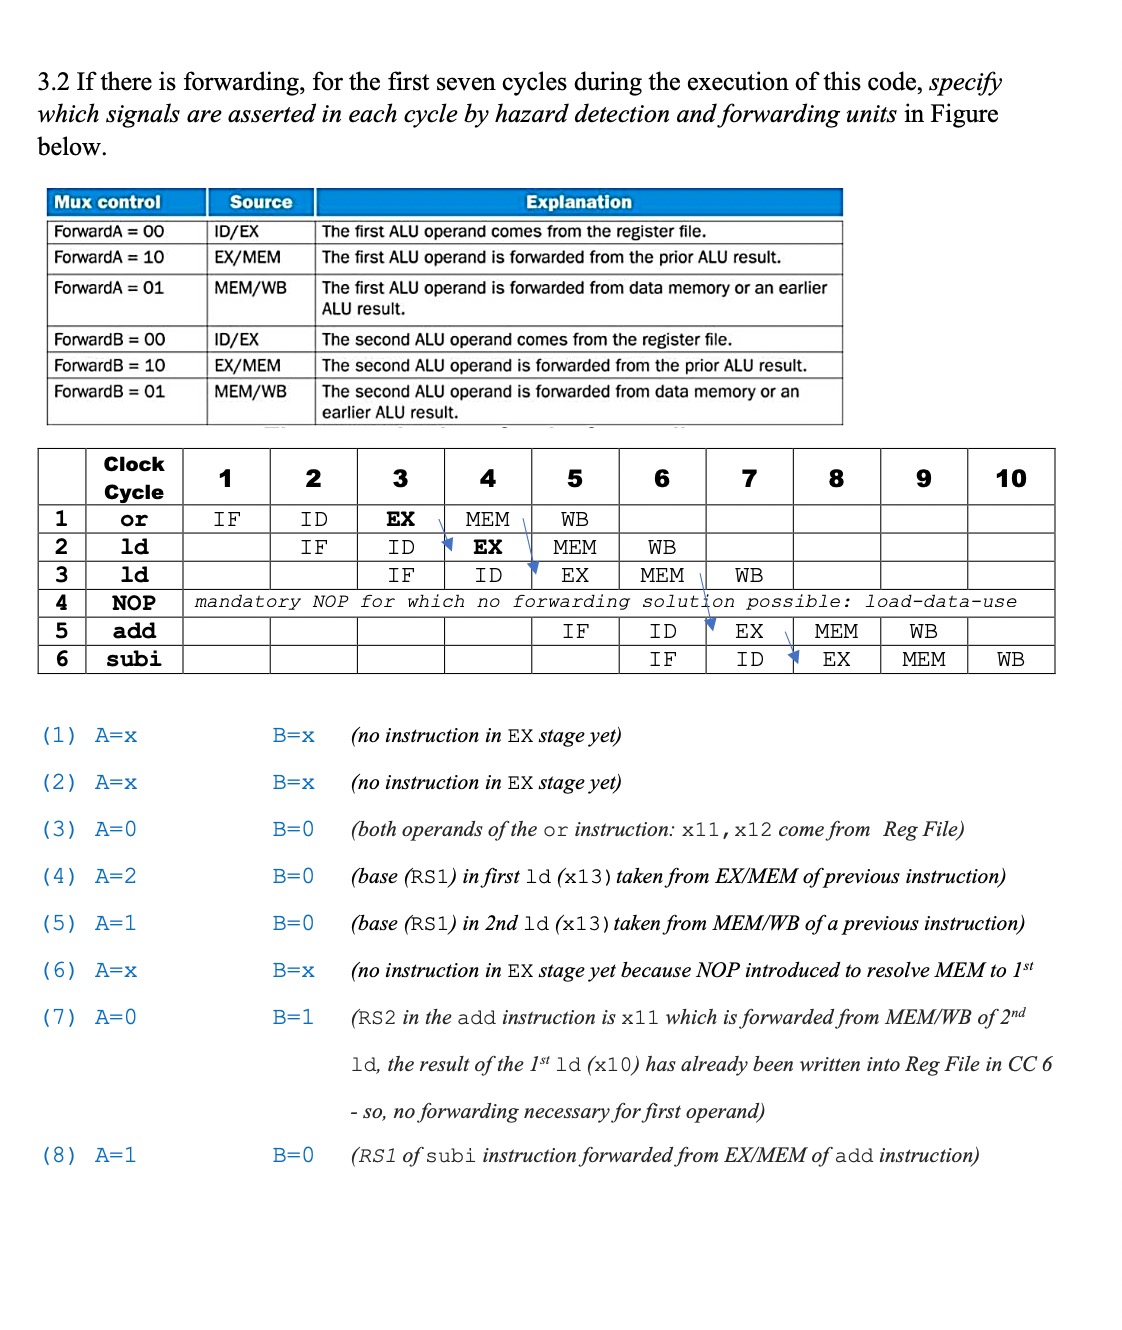 3.2 If there is forwarding, for the first seven cycles during the execution of this code, specify
which signals are asserted in each cycle by hazard detection and forwarding units in Figure
below.
Mux control Source Explanation
ForwardA = 00 ID/EX The first ALU operand comes from the register file.
ForwardA = 10 EX/MEM The first ALU operand is forwarded from the prior ALU result.
ForwardA = 01 MEM/WB The first ALU operand is forwarded from data memory or an earlier
ALU result.
ForwardB = 00 ID/EX The second ALU operand comes from the register file.
ForwardB = 10 EX/MEM The second ALU operand is forwarded from the prior ALU result.
ForwardB = 01 MEM/WB The second ALU operand is forwarded from data memory or an
earlier ALU result.
Clock
Cycle 1 2 3 4 5 6 7 8 9 10
1 or IF ID EX MEM WB
2 ld IF ID EX MEM WB
3 ld IF ID EX MEM WB
4 NOP mandatory NOP for which no forwarding solution possible: load-data-use
5 add IF ID EX MEM WB
6 subi IF ID EX MEM WB
(1) A=x B=x (no instruction in EX stage yet)
(2) A=x B=x (no instruction in EX stage yet)
(3) A=0 B=0 (both operands of the or instruction: x11,x12 come from Reg File)
(4) A=2 B=0 (base (RS1) in first ld (x13) taken from EX/MEM of previous instruction)
(5) A=1 B=0 (base (RS1) in 2nd ld (x13) taken from MEM/WB of a previous instruction)
(6) A=x B=x (no instruction in EX stage yet because NOP introduced to resolve MEM to 1st
(7) A=0 B=1 (RS2 in the add instruction is x11 which is forwarded from MEM/WB of 2nd
ld, the result of the 1st ld (x10) has already been written into Reg File in CC 6
- so, no forwarding necessary for first operand)
(8) A=1 B=0 (RS1 of subi instruction forwarded from EX/MEM of add instruction)